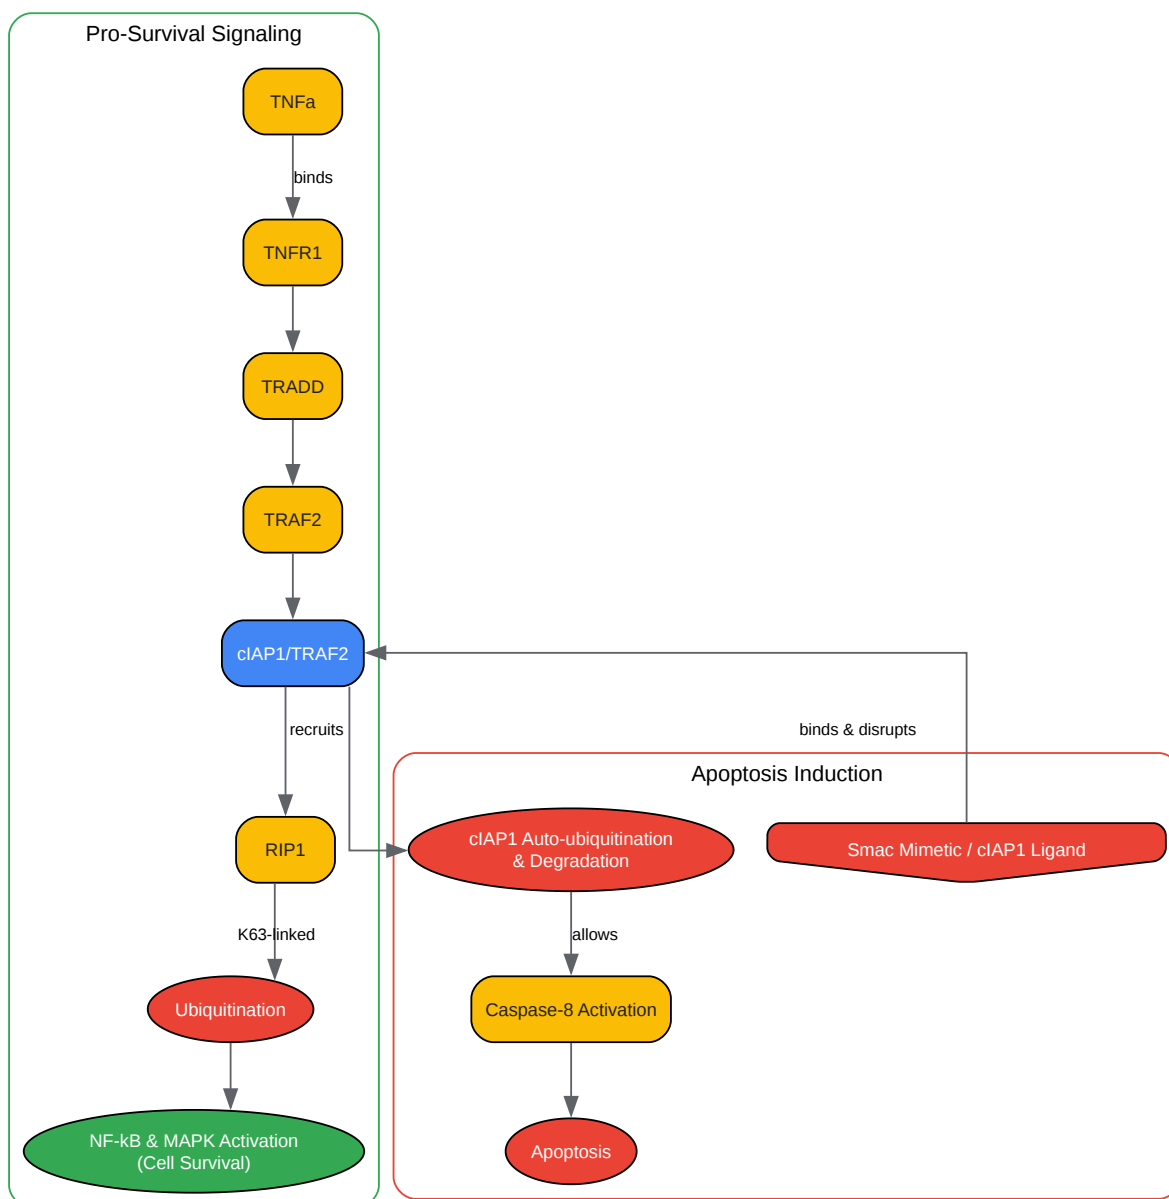 Pro-Survival Signaling
TNFa
binds
TNFR1
TRADD
TRAF2
cIAP1/TRAF2
recruits
binds & disrupts
Apoptosis Induction
RIP1
cIAP1 Auto-ubiquitination
& Degradation
Smac Mimetic / cIAP1 Ligand
K63-linked
allows
Ubiquitination
Caspase-8 Activation
NF-kB & MAPK Activation
(Cell Survival)
Apoptosis